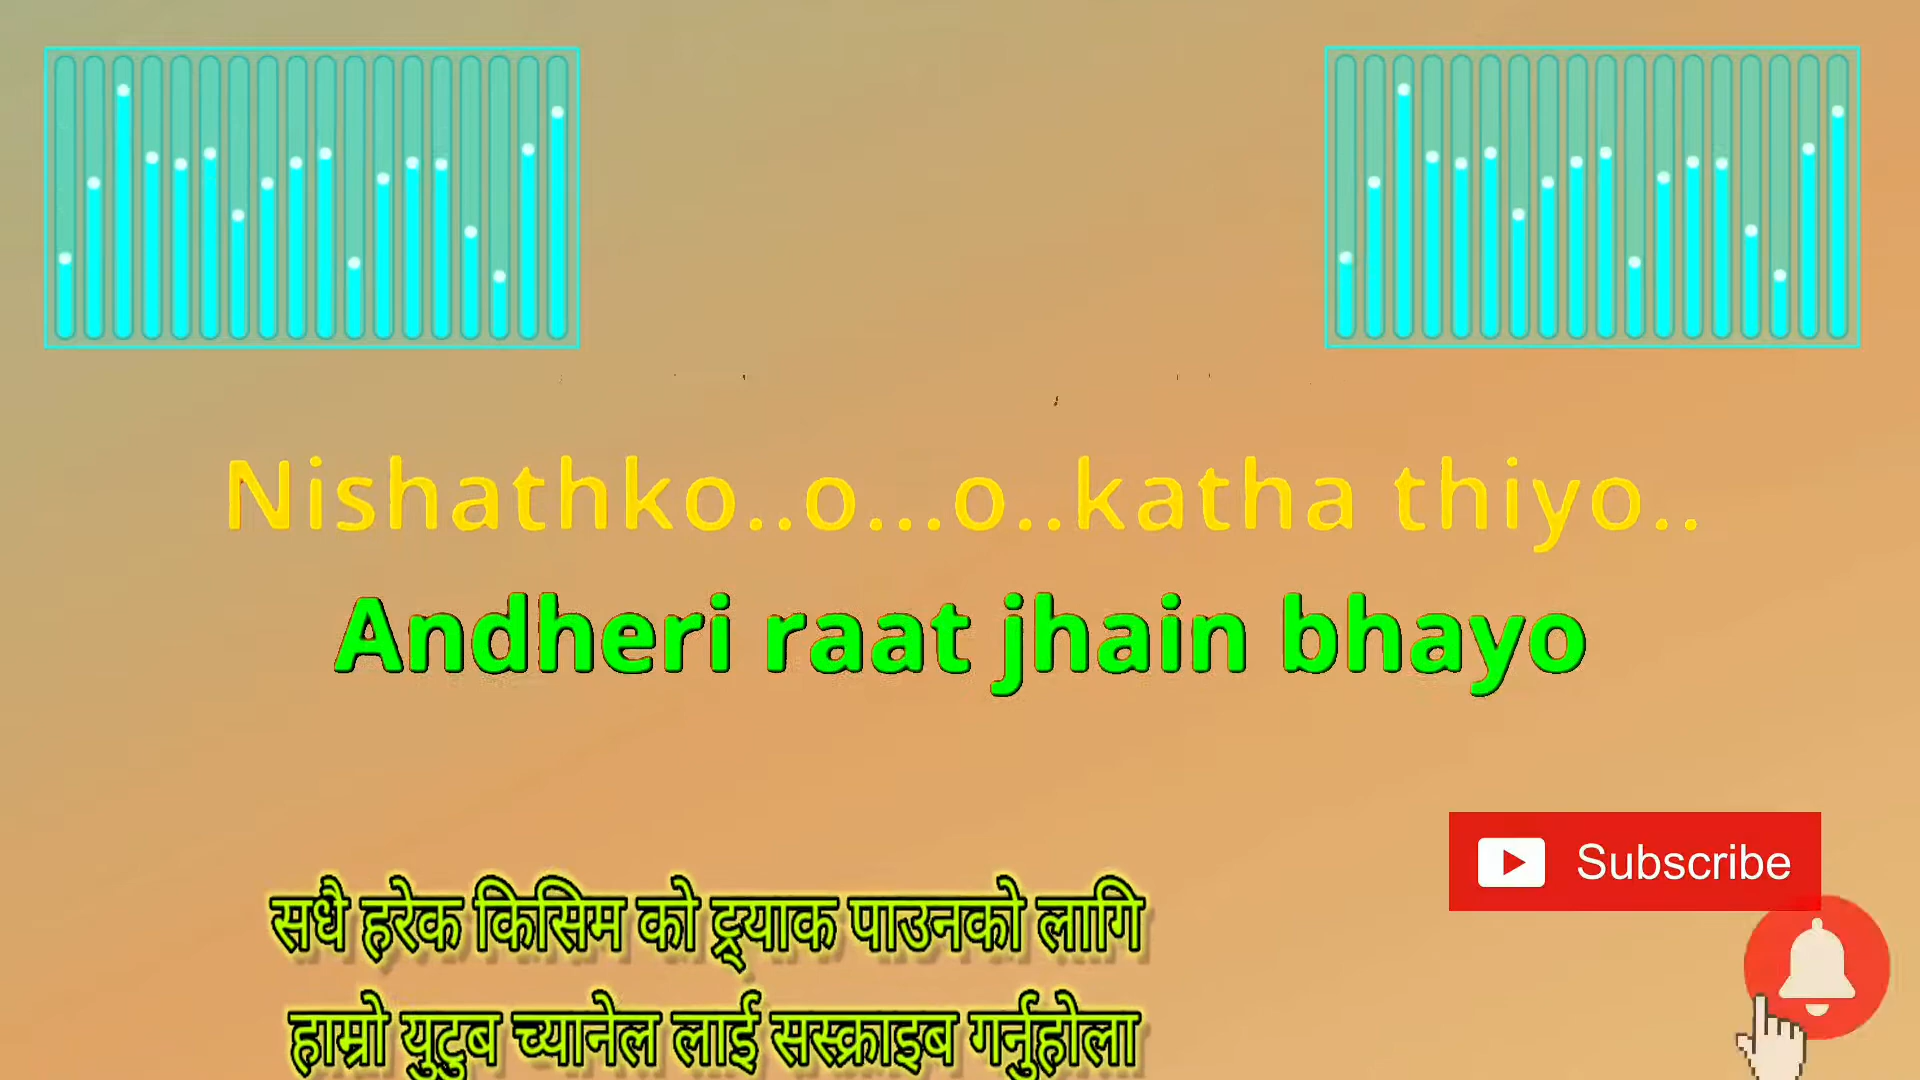 Nishathko..o...o..katha thiyo..
Andheri raat jhain bhayo
Subscribe
सधै हरेक किसिम को ट्र्याक पाउनको लागि
हाम्रो युटुब च्यानेल लाई सस्क्राइब गर्नुहोला